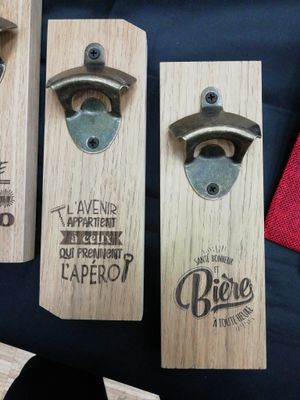 O
L'AVENIR
APPARTIENT
À CEUX
QUI PRENNENT
L'APÉRO
SANTÉ BONHEUR
ET
Bière
À TOUTE HEURE